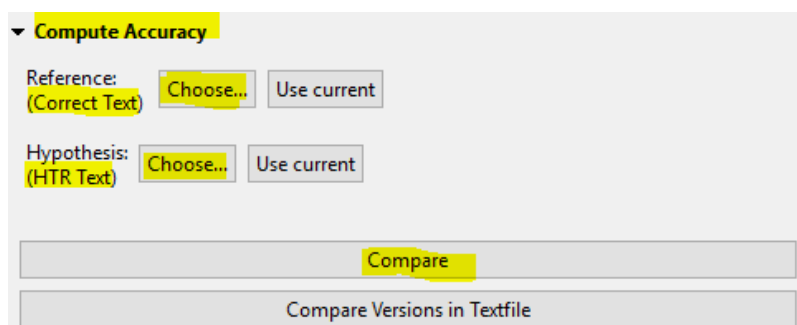 Compute Accuracy
Reference:
(Correct Text) Choose... Use current
Hypothesis:
(HTR Text) Choose... Use current
Compare
Compare Versions in Textfile